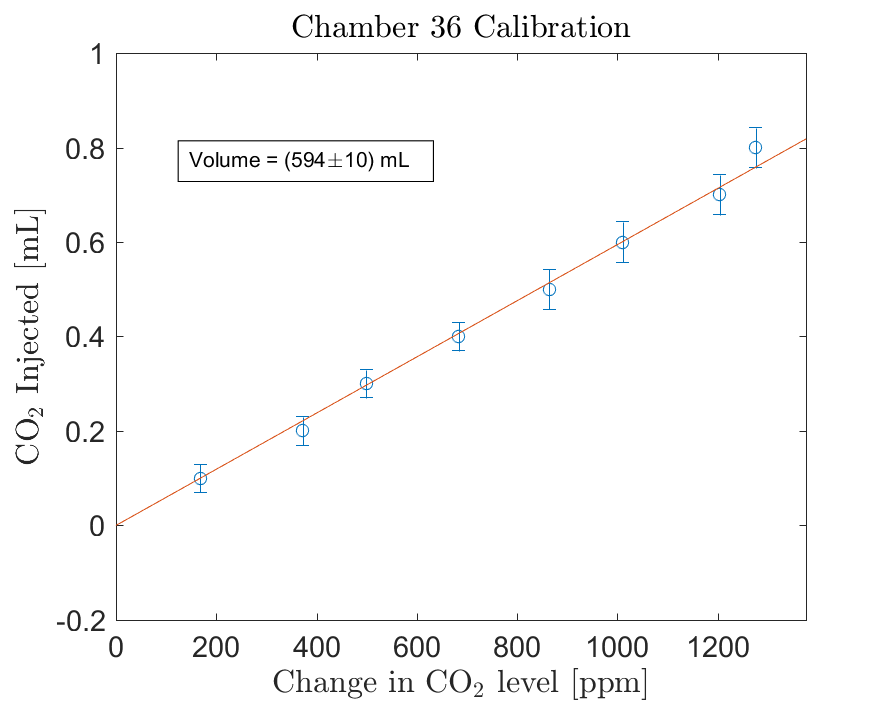 Chamber 36 Calibration
1
0.8
0.6
0.4
0.2
0
-0.2
Volume = (594±10) mL
CO₂ Injected [mL]
0 200 400 600 800 1000 1200
Change in CO₂ level [ppm]